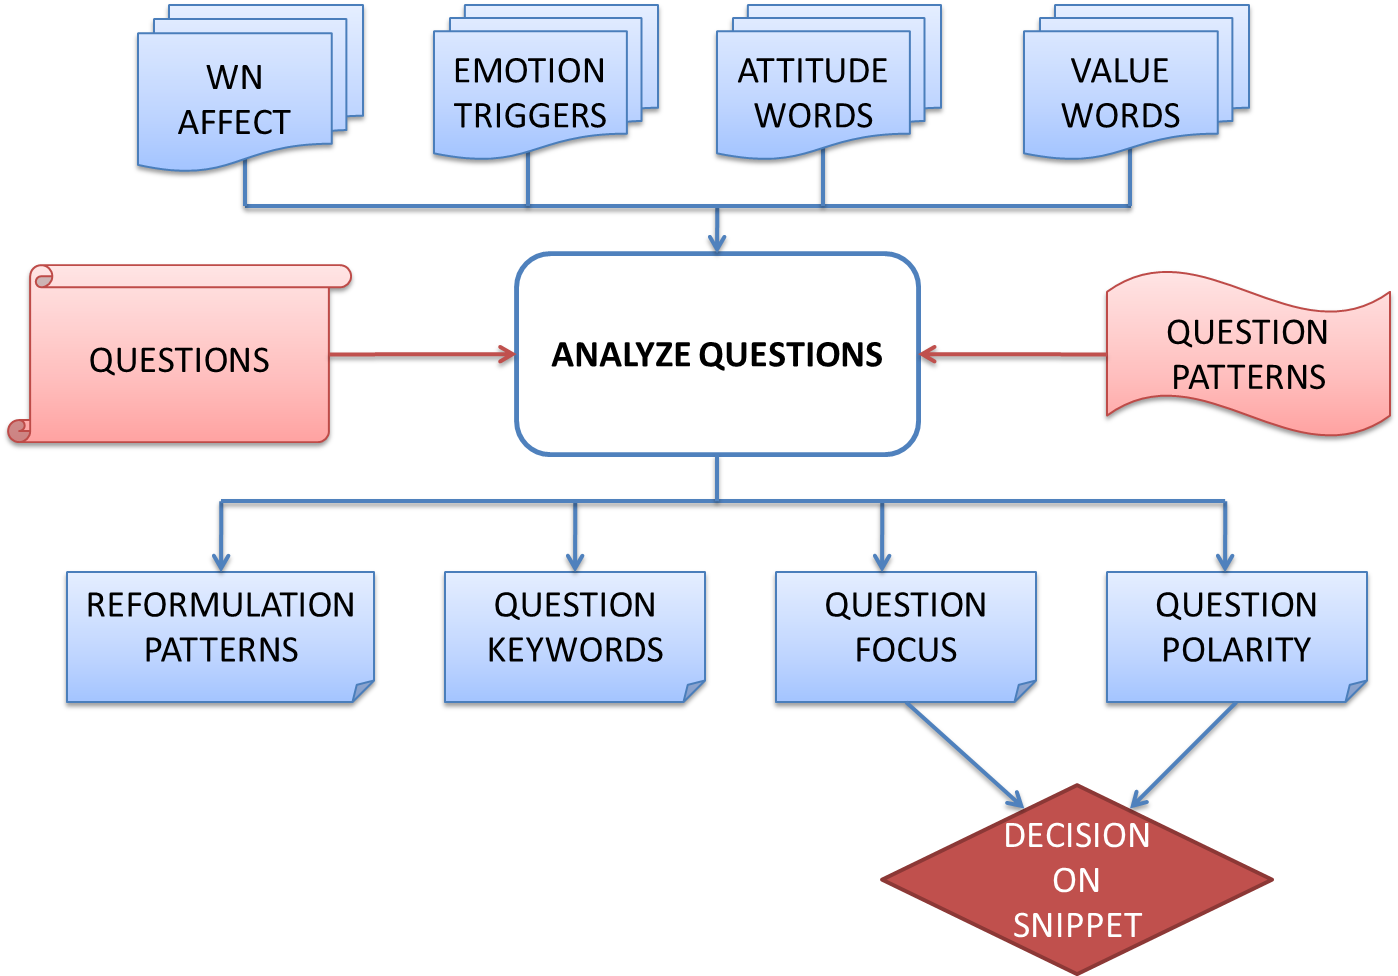 WN
AFFECT
EMOTION
TRIGGERS
ATTITUDE
WORDS
VALUE
WORDS
QUESTIONS
ANALYZE QUESTIONS
QUESTION
PATTERNS
REFORMULATION
PATTERNS
QUESTION
KEYWORDS
QUESTION
FOCUS
QUESTION
POLARITY
DECISION
ON
SNIPPET